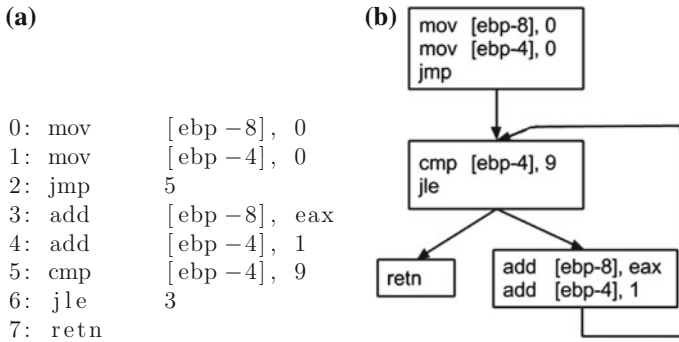 (a)
0: mov [ebp-8], 0
1: mov [ebp-4], 0
2: jmp 5
3: add [ebp-8], eax
4: add [ebp-4], 1
5: cmp [ebp-4], 9
6: jle 3
7: retn
(b)
mov [ebp-8], 0
mov [ebp-4], 0
jmp
cmp [ebp-4], 9
jle
retn
add [ebp-8], eax
add [ebp-4], 1